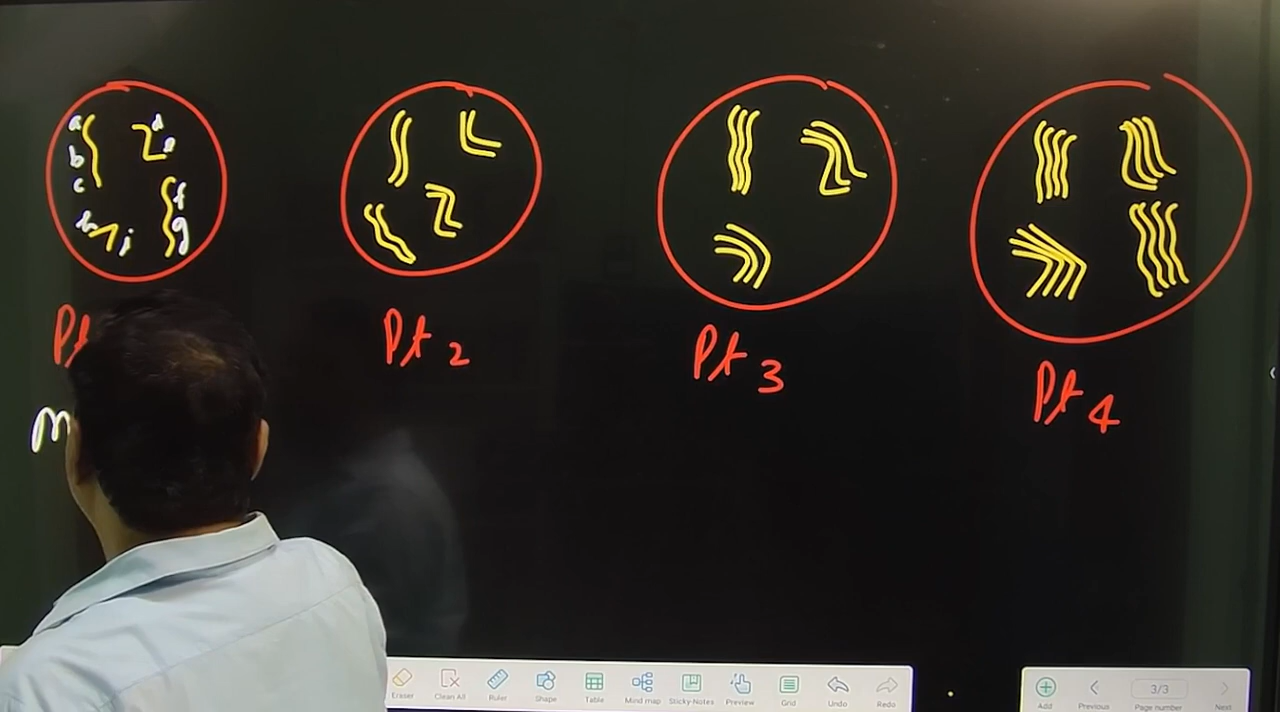 a
b
c
d
e
f
g
h
j
Pt
Pt 2
Pt 3
Pt 4
Eraser
Clean All
Ruler
Shape
Table
Mind map
Sticky-Notes
Preview
Grid
Undo
Redo
Add
Previous
3/3
Page number
Next